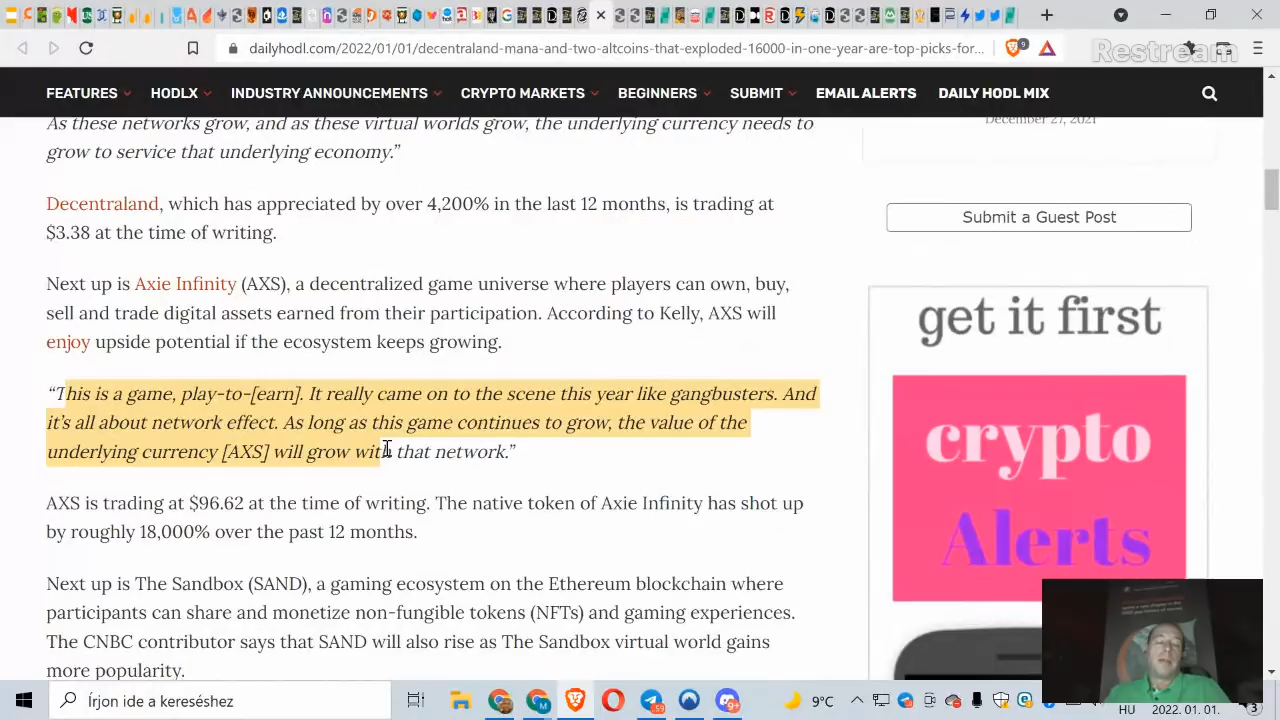 dailyhodl.com/2022/01/01/decentraland-mana-and-two-altcoins-that-exploded-16000-in-one-year-are-top-picks-for...
9
Restream
FEATURES HODLX INDUSTRY ANNOUNCEMENTS CRYPTO MARKETS BEGINNERS SUBMIT EMAIL ALERTS DAILY HODL MIX
As these networks grow, and as these virtual worlds grow, the underlying currency needs to
grow to service that underlying economy.”
Decentraland, which has appreciated by over 4,200% in the last 12 months, is trading at
$3.38 at the time of writing.
Next up is Axie Infinity (AXS), a decentralized game universe where players can own, buy,
sell and trade digital assets earned from their participation. According to Kelly, AXS will
enjoy upside potential if the ecosystem keeps growing.
“This is a game, play-to-[earn]. It really came on to the scene this year like gangbusters. And
it’s all about network effect. As long as this game continues to grow, the value of the
underlying currency [AXS] will grow with that network.”
AXS is trading at $96.62 at the time of writing. The native token of Axie Infinity has shot up
by roughly 18,000% over the past 12 months.
Next up is The Sandbox (SAND), a gaming ecosystem on the Ethereum blockchain where
participants can share and monetize non-fungible tokens (NFTs) and gaming experiences.
The CNBC contributor says that SAND will also rise as The Sandbox virtual world gains
more popularity.
December 27, 2021
Submit a Guest Post
get it first
crypto
Alerts
Írjon ide a kereséshez
59
9+
9°C
HU
2022. 01. 01.
3